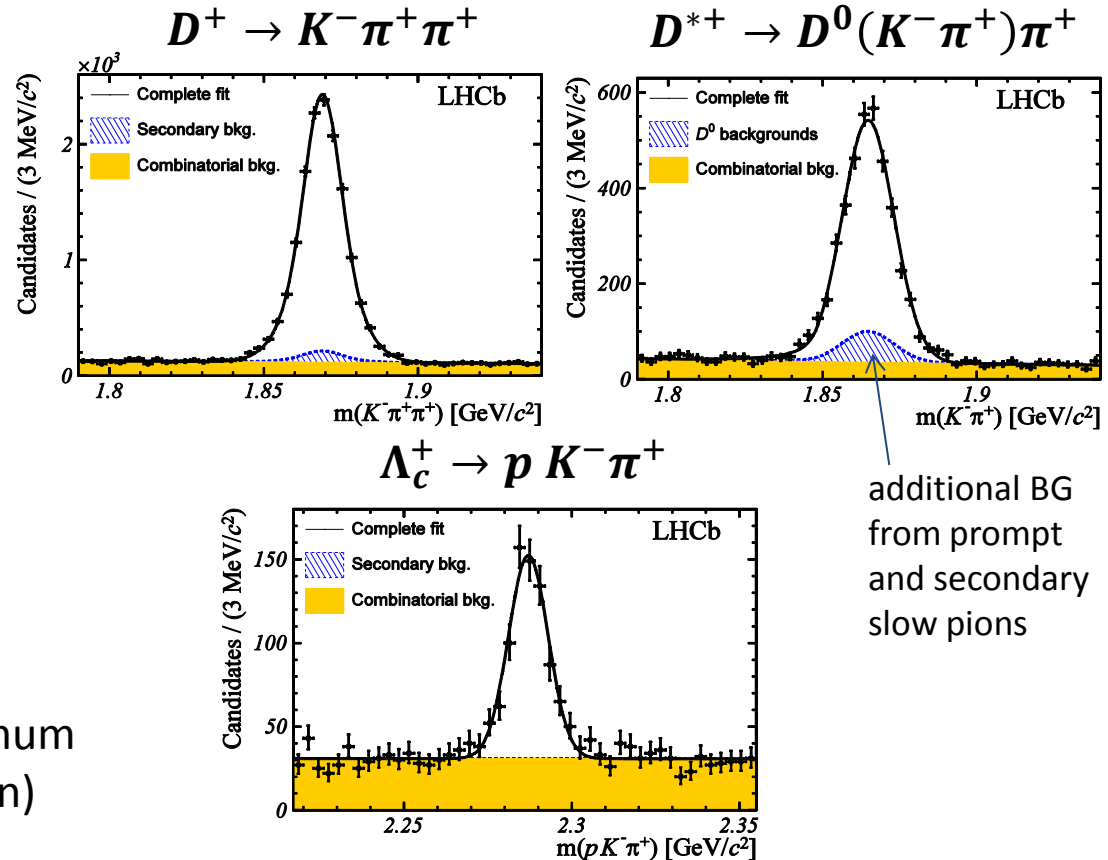 D⁺ → K⁻π⁺π⁺
×10³
Candidates / (3 MeV/c²)
Complete fit
Secondary bkg.
Combinatorial bkg.
LHCb
2
1
0
1.8 1.85 1.9
m(K⁻π⁺π⁺) [GeV/c²]
D*⁺ → D⁰(K⁻π⁺)π⁺
Candidates / (3 MeV/c²)
Complete fit
D⁰ backgrounds
Combinatorial bkg.
LHCb
600
400
200
0
1.8 1.85 1.9
m(K⁻π⁺) [GeV/c²]
additional BG
from prompt
and secondary
slow pions
Λ_c⁺ → p K⁻π⁺
Candidates / (3 MeV/c²)
Complete fit
Secondary bkg.
Combinatorial bkg.
LHCb
150
100
50
0
2.25 2.3 2.35
m(pK⁻π⁺) [GeV/c²]
num
n)